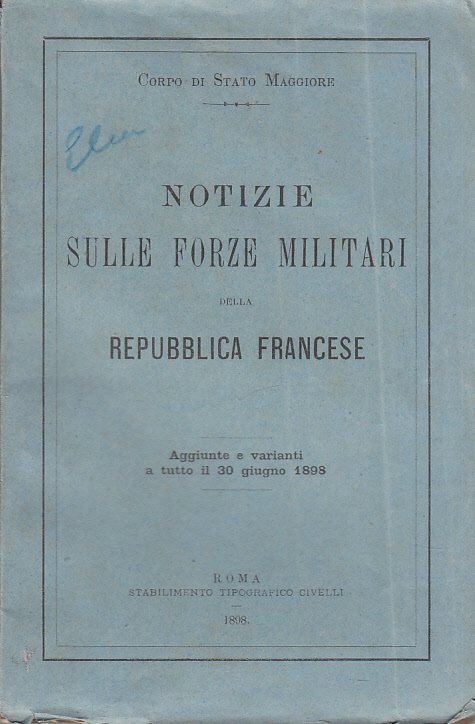 CORPO DI STATO MAGGIORE
NOTIZIE
SULLE FORZE MILITARI
DELLA
REPUBBLICA FRANCESE
Aggiunte e varianti
a tutto il 30 giugno 1898
ROMA
STABILIMENTO TIPOGRAFICO CIVELLI
1898.